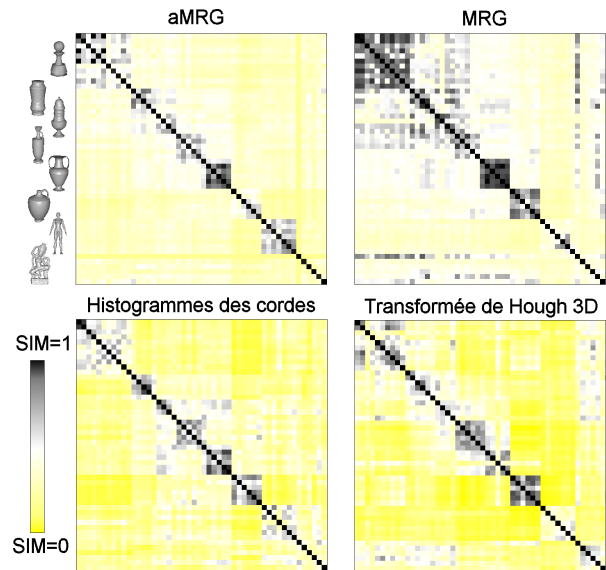 aMRG
MRG
Histogrammes des cordes
Transformée de Hough 3D
SIM=1
SIM=0